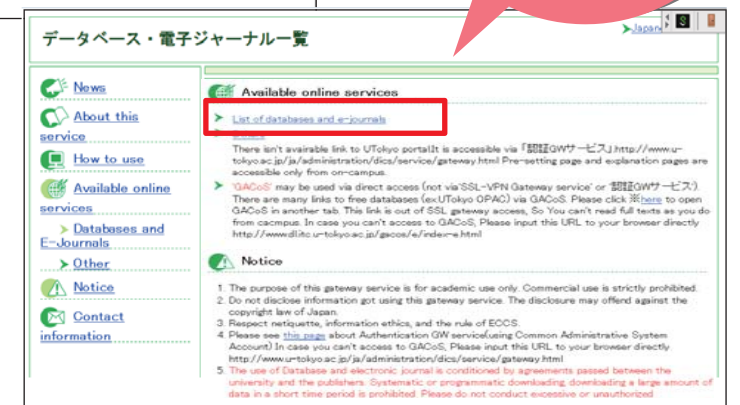 データベース・電子ジャーナル一覧
Japan
News
About this
service
How to use
Available online
services
Databases and
E-Journals
Other
Notice
Contact
information
Available online services
List of databases and e-journals
There isn't avairable link to UTokyo portalIt is accessible via 「認証GWサービス」 http://www.u-
tokyo.ac.jp/ja/administration/dics/service/gateway.html Pre-setting page and explanation pages are
accessible only from on-campus.
'GACoS' may be used via direct access (not via'SSL-VPN Gateway service' or '認証GWサービス').
There are many links to free databases (ex.UTokyo OPAC) via GACoS. Please click ※here to open
GACoS in another tab. This link is out of SSL gateway access, So You can't read full texts as you do
from cacmpus. In case you can't access to GACoS, Please input this URL to your browser directly
http://www.dl.itc.u-tokyo.ac.jp/gacos/e/index-e.html
Notice
1. The purpose of this gateway service is for academic use only. Commercial use is strictly prohibited.
2. Do not disclose information got using this gateway service. The disclosure may offend against the
copyright law of Japan.
3. Respect netiquette, information ethics, and the rule of ECCS.
4. Please see this page about Authentication GW service(using Common Administrative System
Account) In case you can't access to GACoS, Please input this URL to your browser directly
http://www.u-tokyo.ac.jp/ja/administration/dics/service/gateway.html
5. The use of Database and electronic journal is conditioned by agreements passed between the
university and the publishers. Systematic or programmatic downloading, downloading a large amount of
data in a short time period is prohibited. Please do not conduct excessive or unauthorized